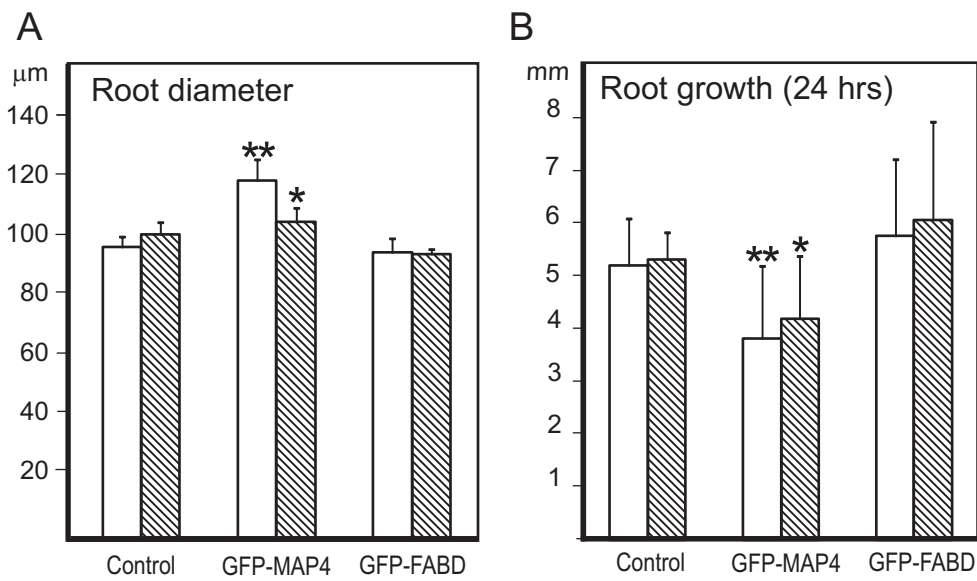 A
μm
Root diameter
140
120
100
80
60
40
20
**
*
Control
GFP-MAP4
GFP-FABD
B
mm
Root growth (24 hrs)
8
7
6
5
4
3
2
1
**
*
Control
GFP-MAP4
GFP-FABD